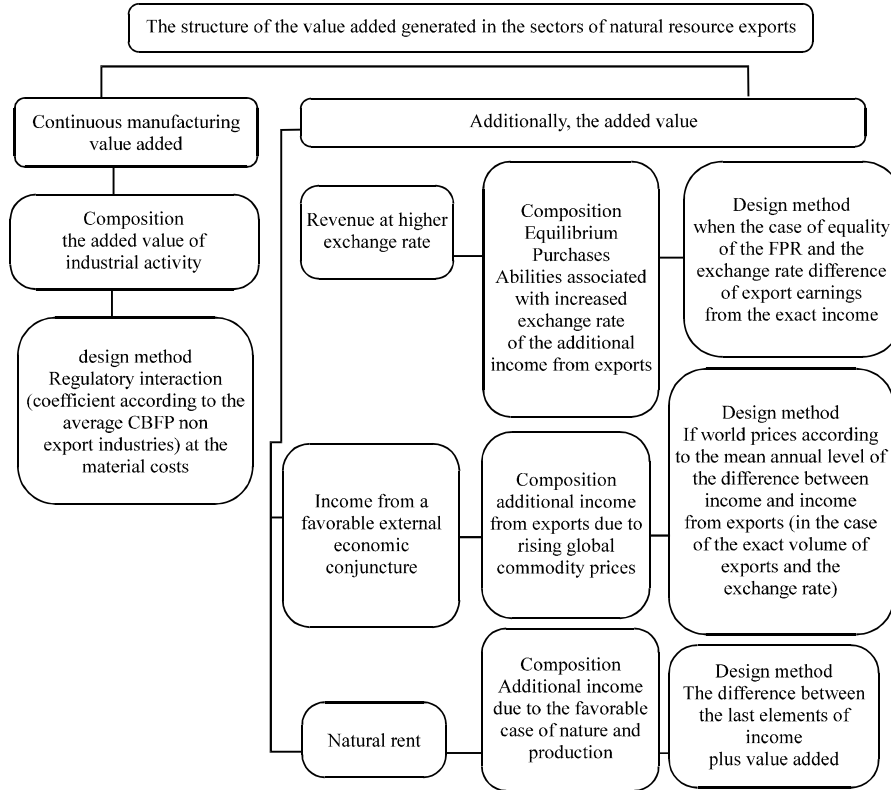 The structure of the value added generated in the sectors of natural resource exports
Continuous manufacturing
value added
Composition
the added value of
industrial activity
design method
Regulatory interaction
(coefficient according to the
average CBFP non
export industries) at the
material costs
Additionally, the added value
Revenue at higher
exchange rate
Composition
Equilibrium
Purchases
Abilities associated
with increased
exchange rate
of the additional
income from exports
Design method
when the case of equality
of the FPR and the
exchange rate difference
of export earnings
from the exact income
Income from a
favorable external
economic
conjuncture
Composition
additional income
from exports due to
rising global
commodity prices
Design method
If world prices according
to the mean annual level of
the difference between
income and income
from exports (in the case
of the exact volume of
exports and the
exchange rate)
Natural rent
Composition
Additional income
due to the favorable
case of nature and
production
Design method
The difference between
the last elements of
income
plus value added